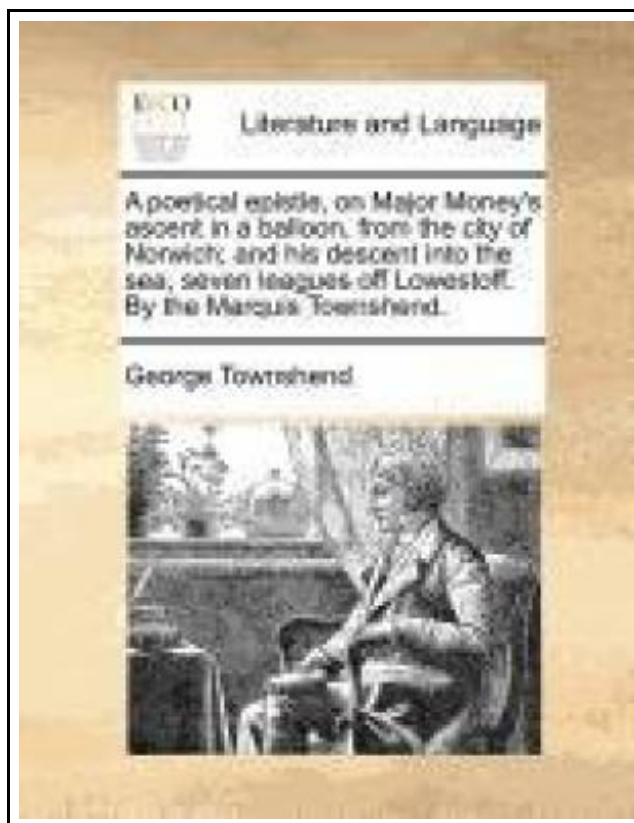 ECCO
Literature and Language
A poetical epistle, on Major Money's
ascent in a balloon, from the city of
Norwich; and his descent into the
sea, seven leagues off Lowestoff.
By the Marquis Townshend.
George Townshend